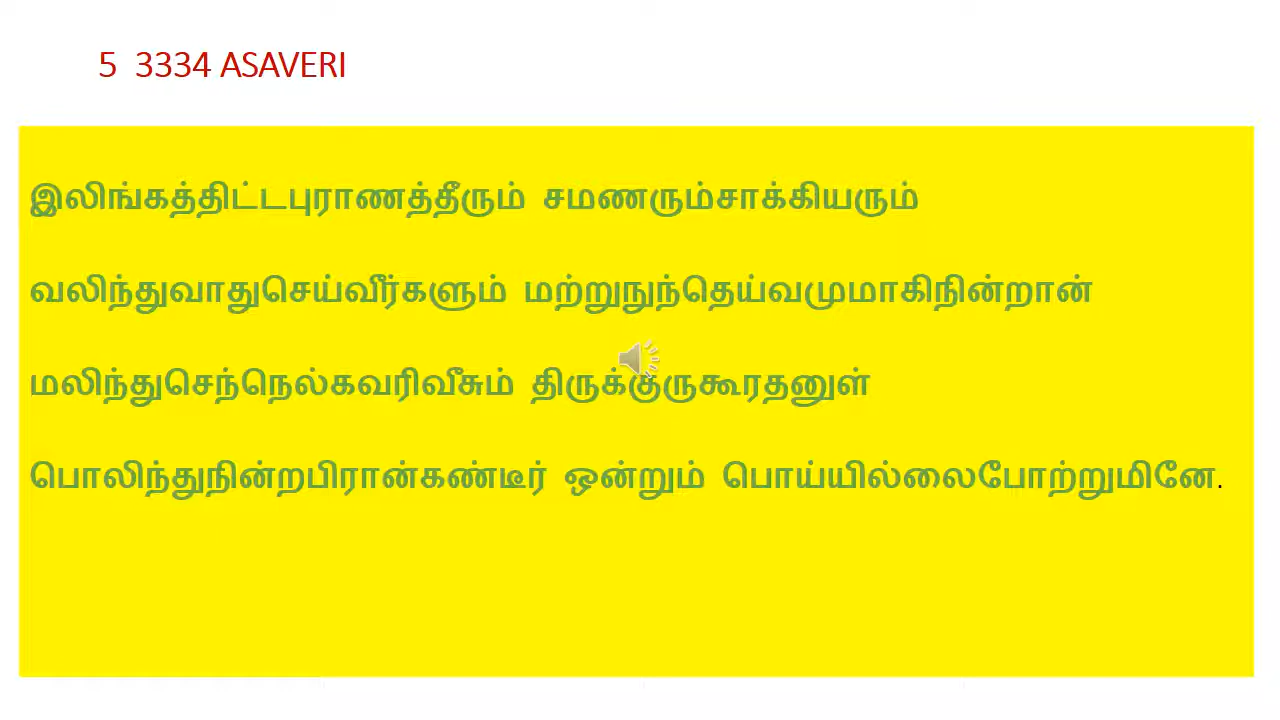 5 3334 ASAVERI
இலிங்கத்திட்டபுராணத்தீரும் சமணரும்சாக்கியரும்
வலிந்துவாதுசெய்வீர்களும் மற்றுநுந்தெய்வமுமாகிநின்றான்
மலிந்துசெந்நெல்கவரிவீசும் திருக்குருகூரதனுள்
பொலிந்துநின்றபிரான்கண்டீர் ஒன்றும் பொய்யில்லைபோற்றுமினே.